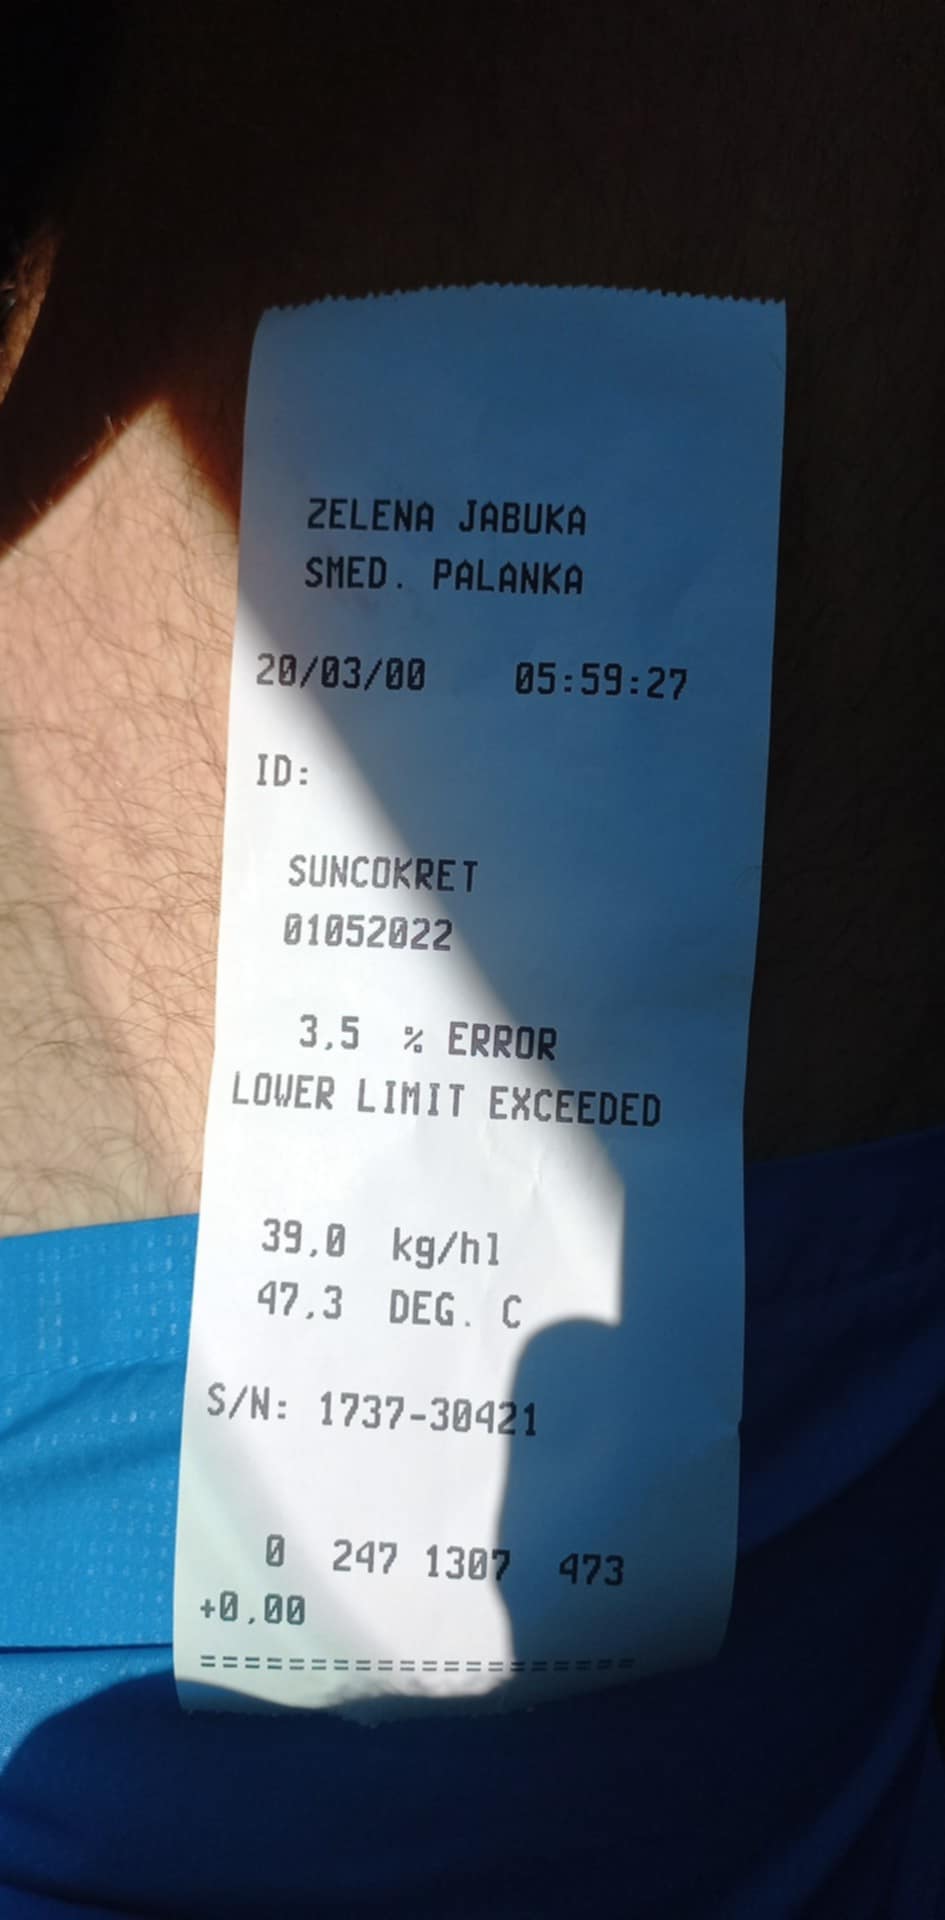 ZELENA JABUKA
SMED. PALANKA
20/03/00 05:59:27
ID:
SUNCOKRET
01052022
3,5 % ERROR
LOWER LIMIT EXCEEDED
39,0 kg/hl
47,3 DEG. C
S/N: 1737-30421
0 247 1307 473
+0,00
====================